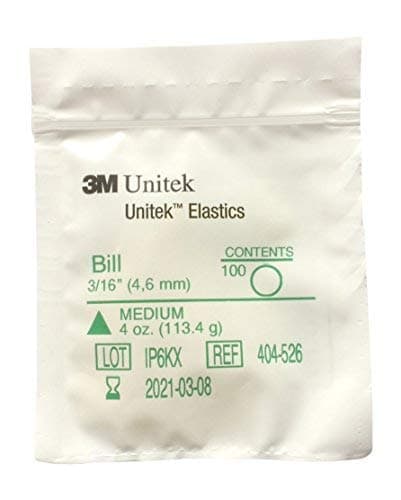 3M Unitek
Unitek™ Elastics
Bill
3/16" (4,6 mm)
CONTENTS
100
MEDIUM
4 oz. (113.4 g)
LOT IP6KX REF 404-526
2021-03-08